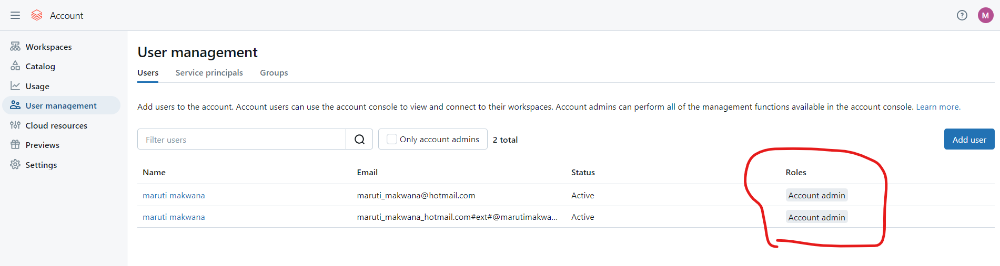 Account
M
Workspaces
Catalog
Usage
User management
Cloud resources
Previews
Settings
User management
Users Service principals Groups
Add users to the account. Account users can use the account console to view and connect to their workspaces. Account admins can perform all of the management functions available in the account console. Learn more.
Filter users Only account admins 2 total Add user
Name Email Status Roles
maruti makwana maruti_makwana@hotmail.com Active Account admin
maruti makwana maruti_makwana_hotmail.com#ext#@marutimakwa... Active Account admin